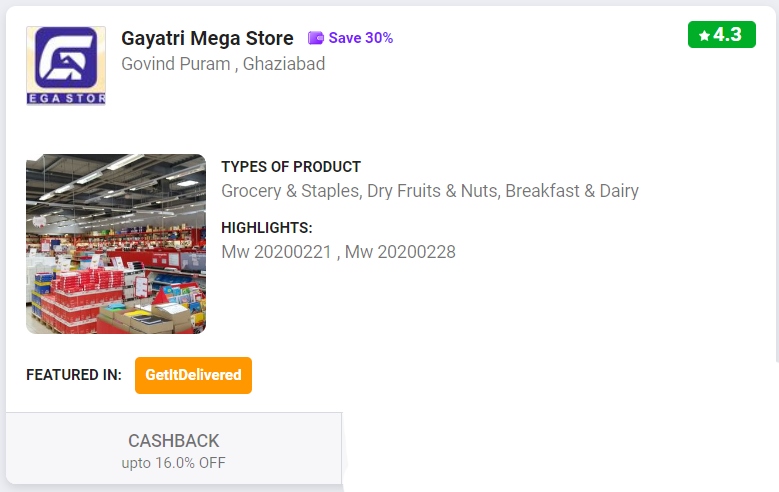 Gayatri Mega Store
Save 30%
4.3
Govind Puram , Ghaziabad
EGA STOR
TYPES OF PRODUCT
Grocery & Staples, Dry Fruits & Nuts, Breakfast & Dairy
HIGHLIGHTS:
Mw 20200221 , Mw 20200228
FEATURED IN:
GetItDelivered
CASHBACK
upto 16.0% OFF